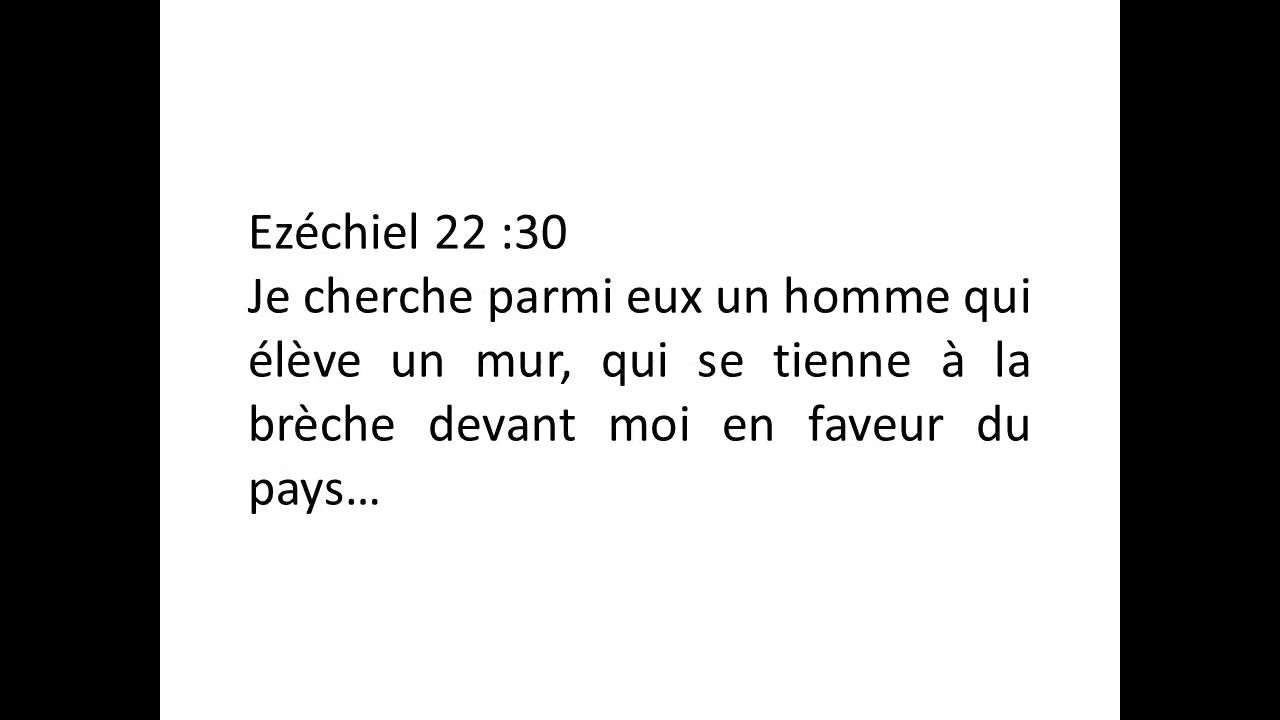 Ezéchiel 22 :30
Je cherche parmi eux un homme qui
élève un mur, qui se tienne à la
brèche devant moi en faveur du
pays…